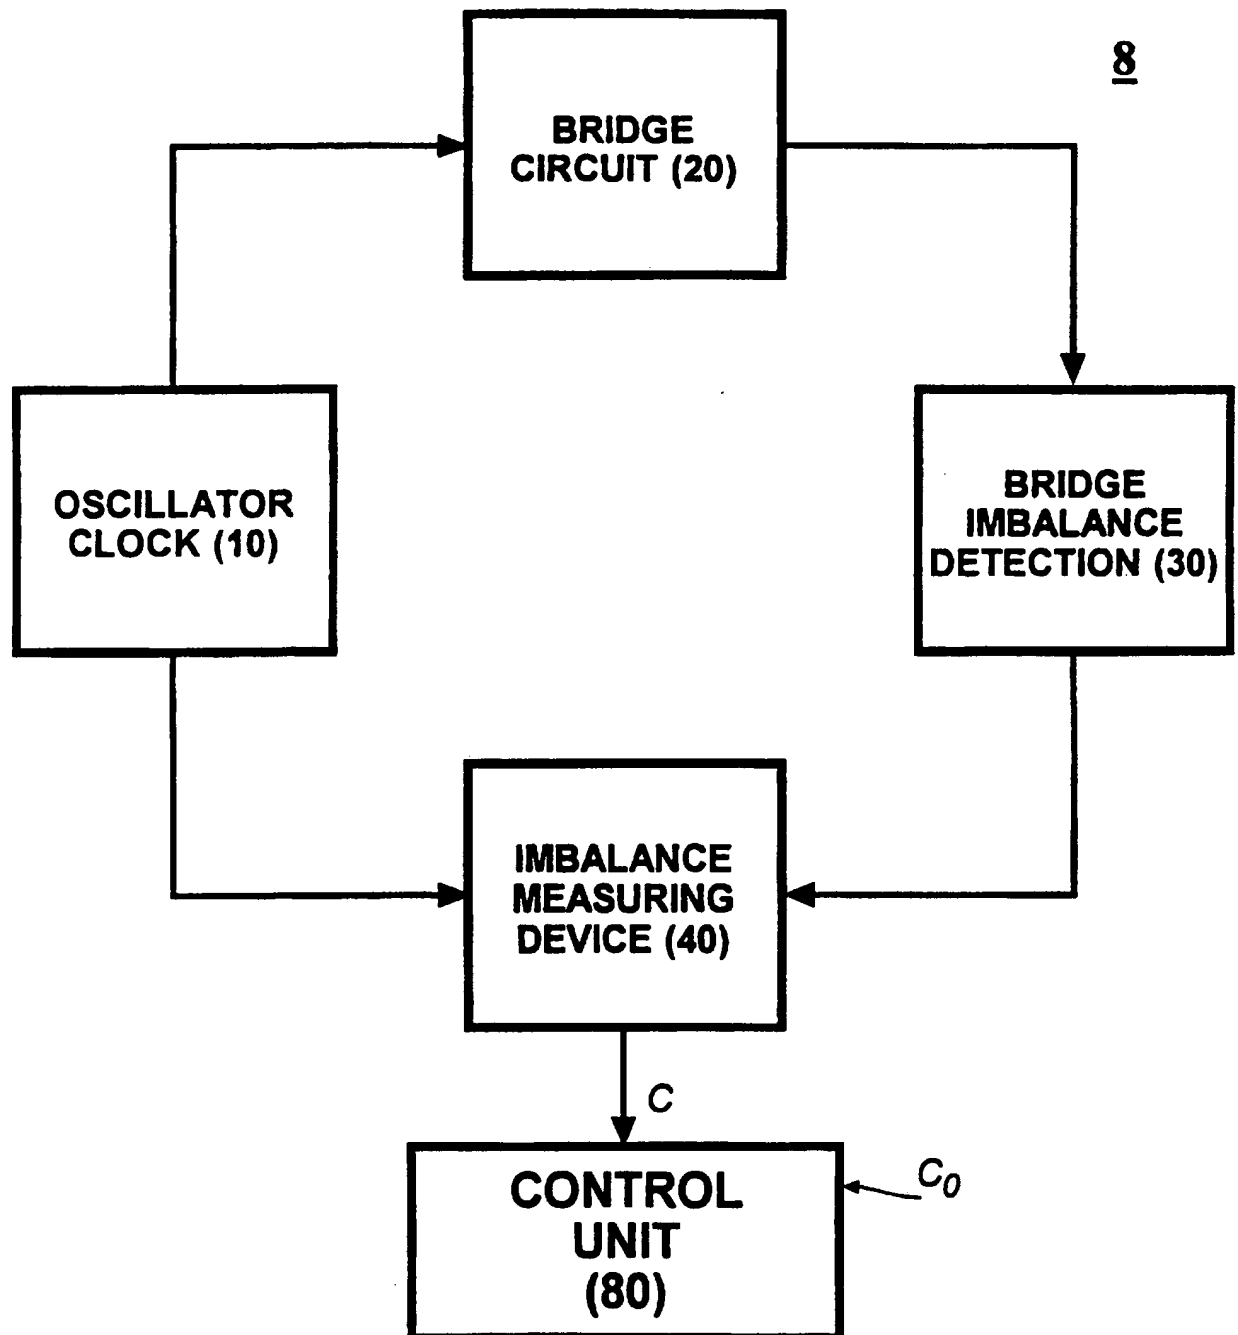 8
BRIDGE
CIRCUIT (20)
OSCILLATOR
CLOCK (10)
BRIDGE
IMBALANCE
DETECTION (30)
IMBALANCE
MEASURING
DEVICE (40)
C
C0
CONTROL
UNIT
(80)